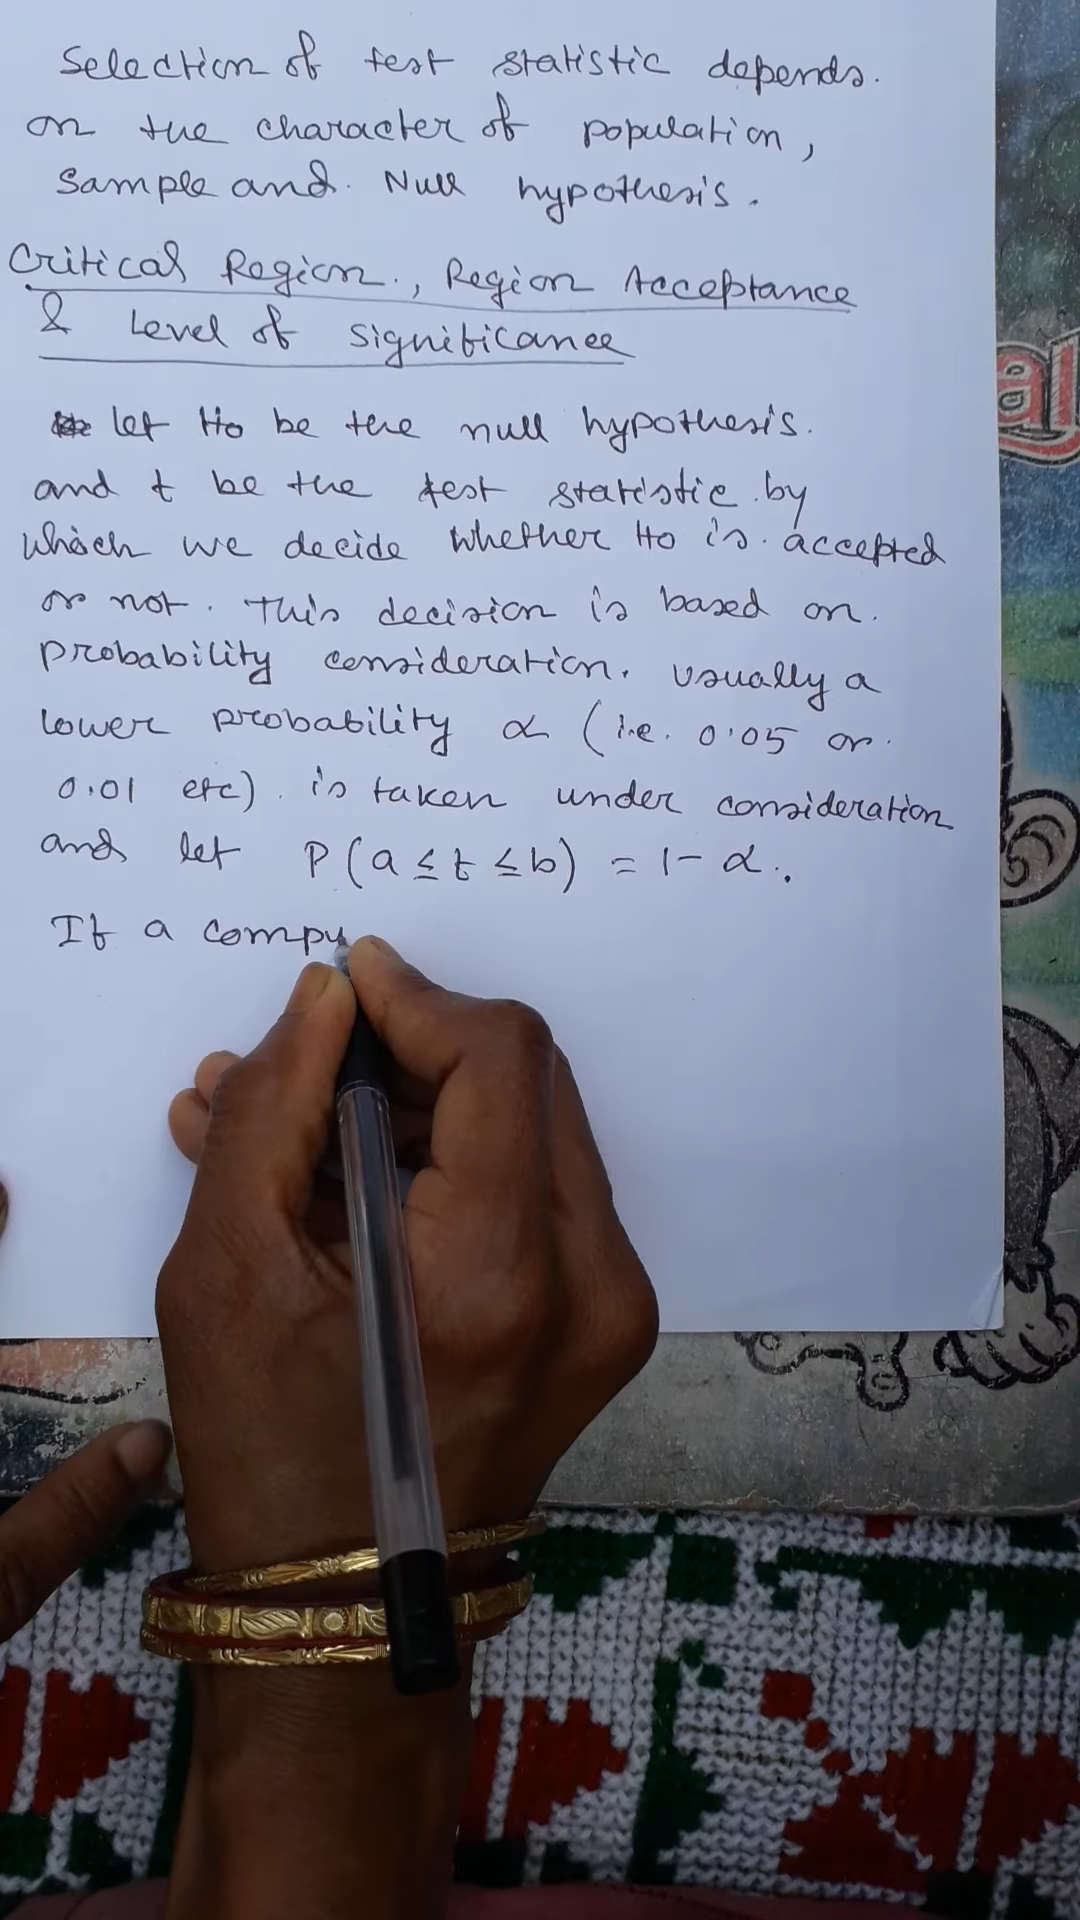 Selection of test statistic depends.
on the character of population,
Sample and Null hypothesis.
Critical Region., Region Acceptance
& Level of significance
let Ho be the null hypothesis.
and t be the test statistic by
which we decide whether Ho is accepted
or not. This decision is based on.
probability consideration. Usually a
lower probability α (i.e. 0.05 or
0.01 etc). is taken under consideration
and let P(a ≤ t ≤ b) = 1 - α.
If a compu
al